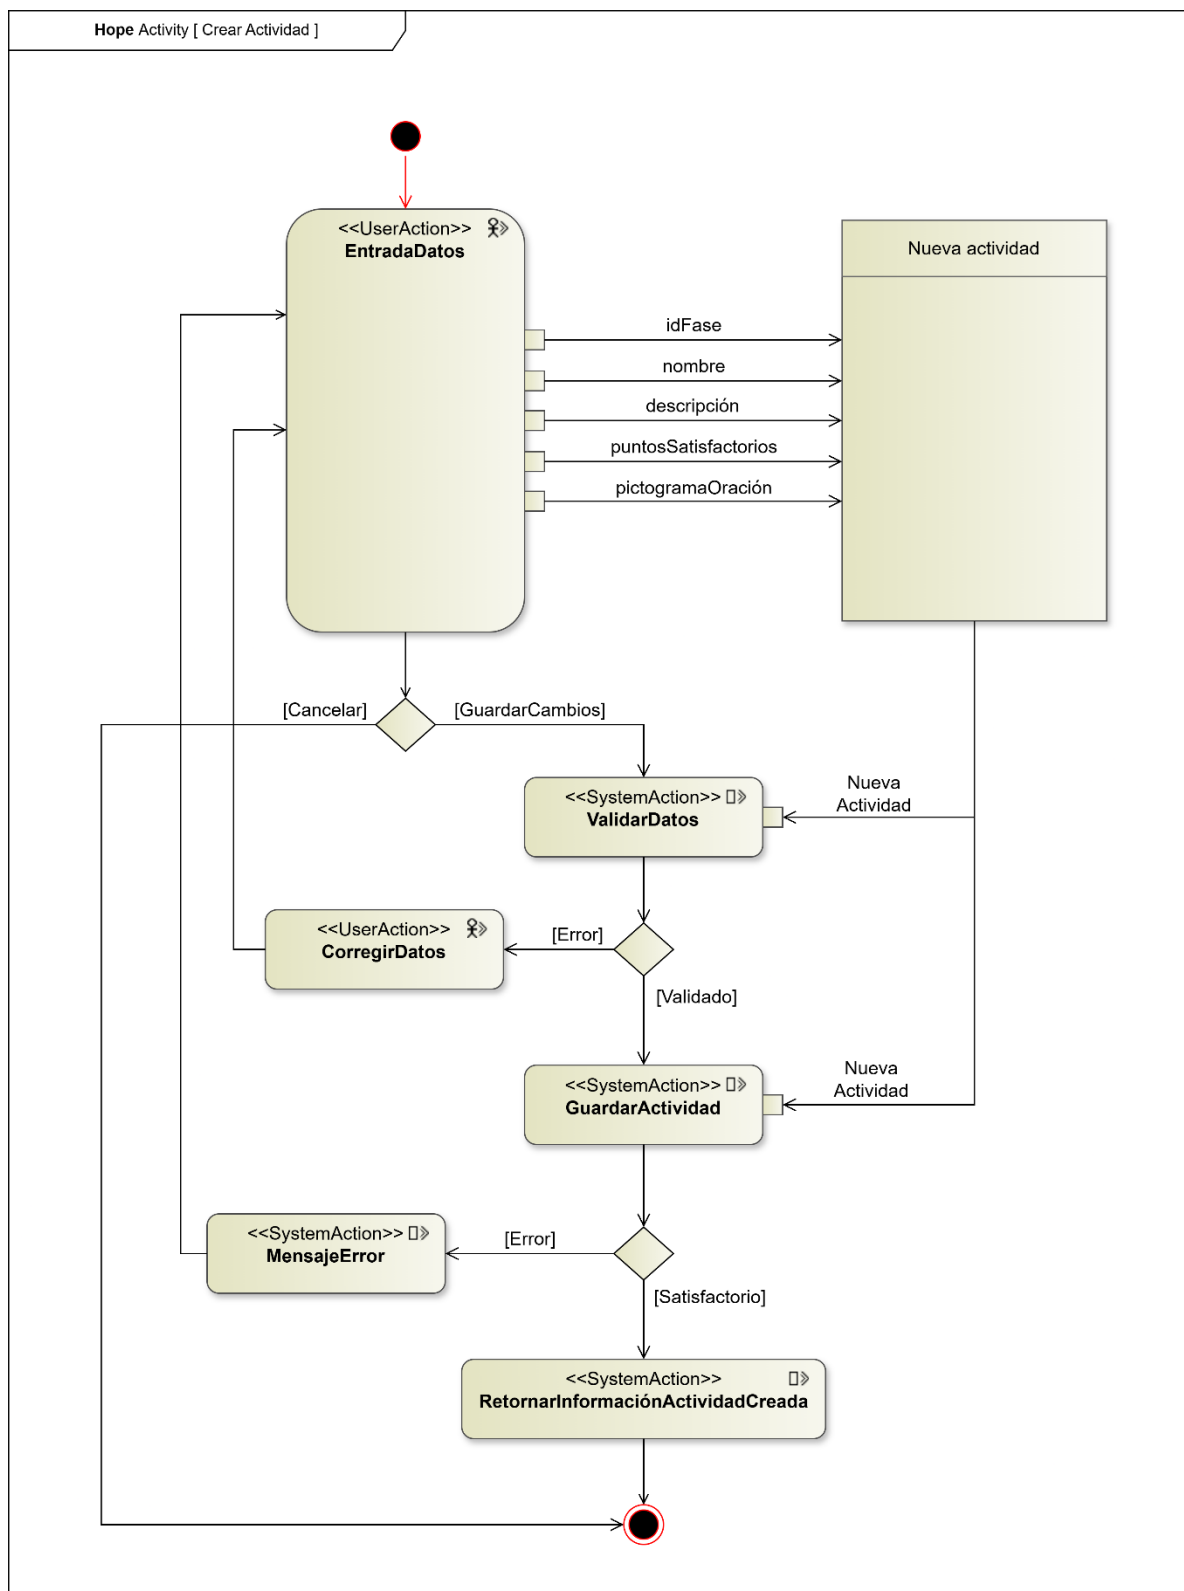 Hope Activity [ Crear Actividad ]
<<UserAction>>
EntradaDatos
Nueva actividad
idFase
nombre
descripción
puntosSatisfactorios
pictogramaOración
[Cancelar]
[GuardarCambios]
<<SystemAction>>
ValidarDatos
Nueva
Actividad
<<UserAction>>
CorregirDatos
[Error]
[Validado]
<<SystemAction>>
GuardarActividad
Nueva
Actividad
<<SystemAction>>
MensajeError
[Error]
[Satisfactorio]
<<SystemAction>>
RetornarInformaciónActividadCreada